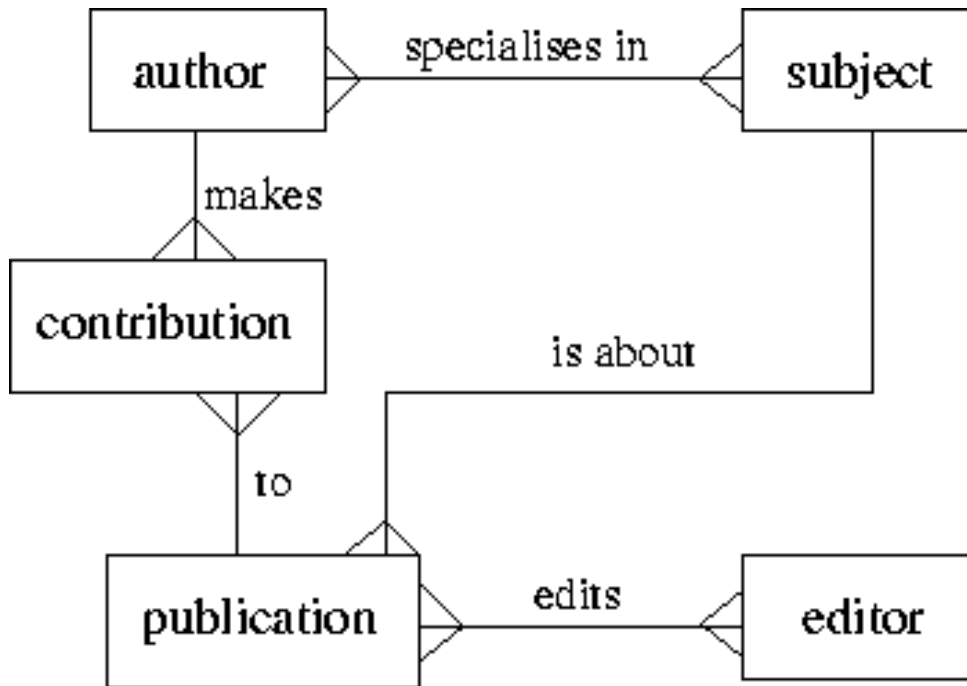 author
specialises in
subject
makes
contribution
is about
to
publication
edits
editor